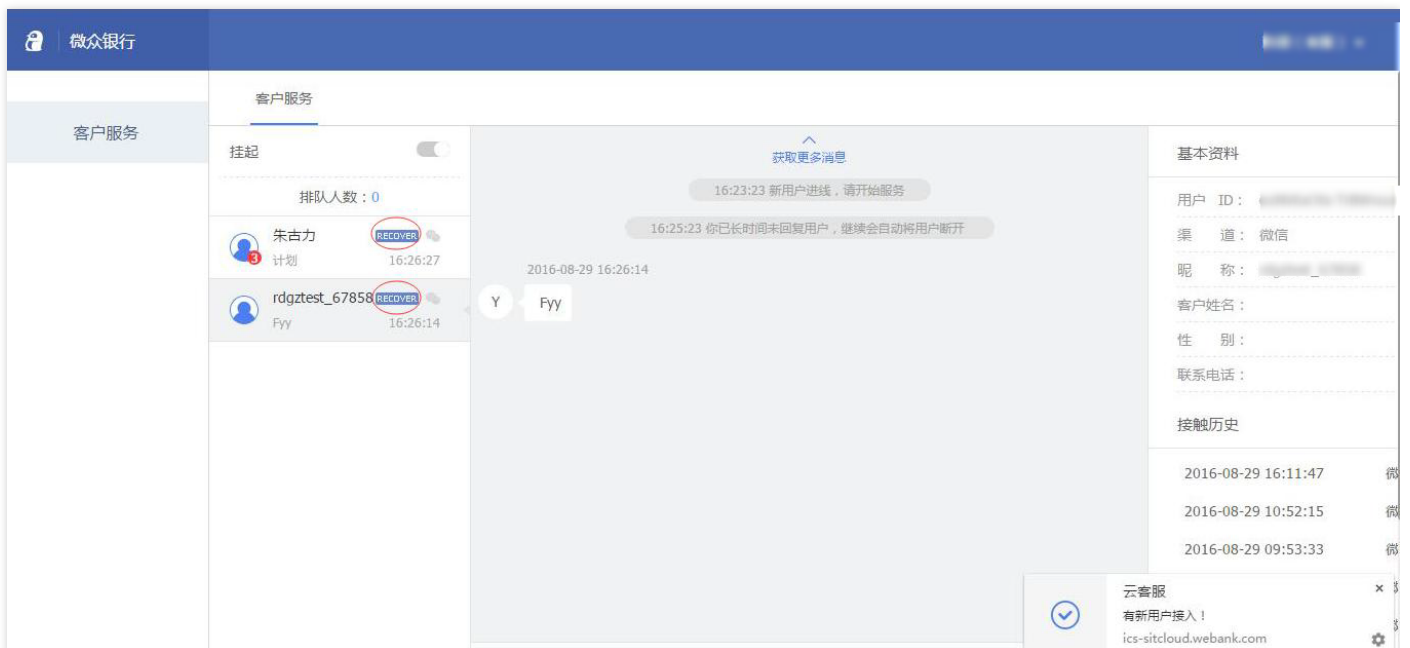 微众银行
客户服务
客户服务
挂起
排队人数：0
朱古力 RECOVER
3
计划 16:26:27
rdgztest_67858 RECOVER
Fyy 16:26:14
获取更多消息
16:23:23 新用户进线，请开始服务
16:25:23 你已长时间未回复用户，继续会自动将用户断开
2016-08-29 16:26:14
Y Fyy
基本资料
用户 ID：
渠 道：微信
昵 称：
客户姓名：
性 别：
联系电话：
接触历史
2016-08-29 16:11:47 微
2016-08-29 10:52:15 微
2016-08-29 09:53:33 微
云客服
有新用户接入！
ics-sitcloud.webank.com